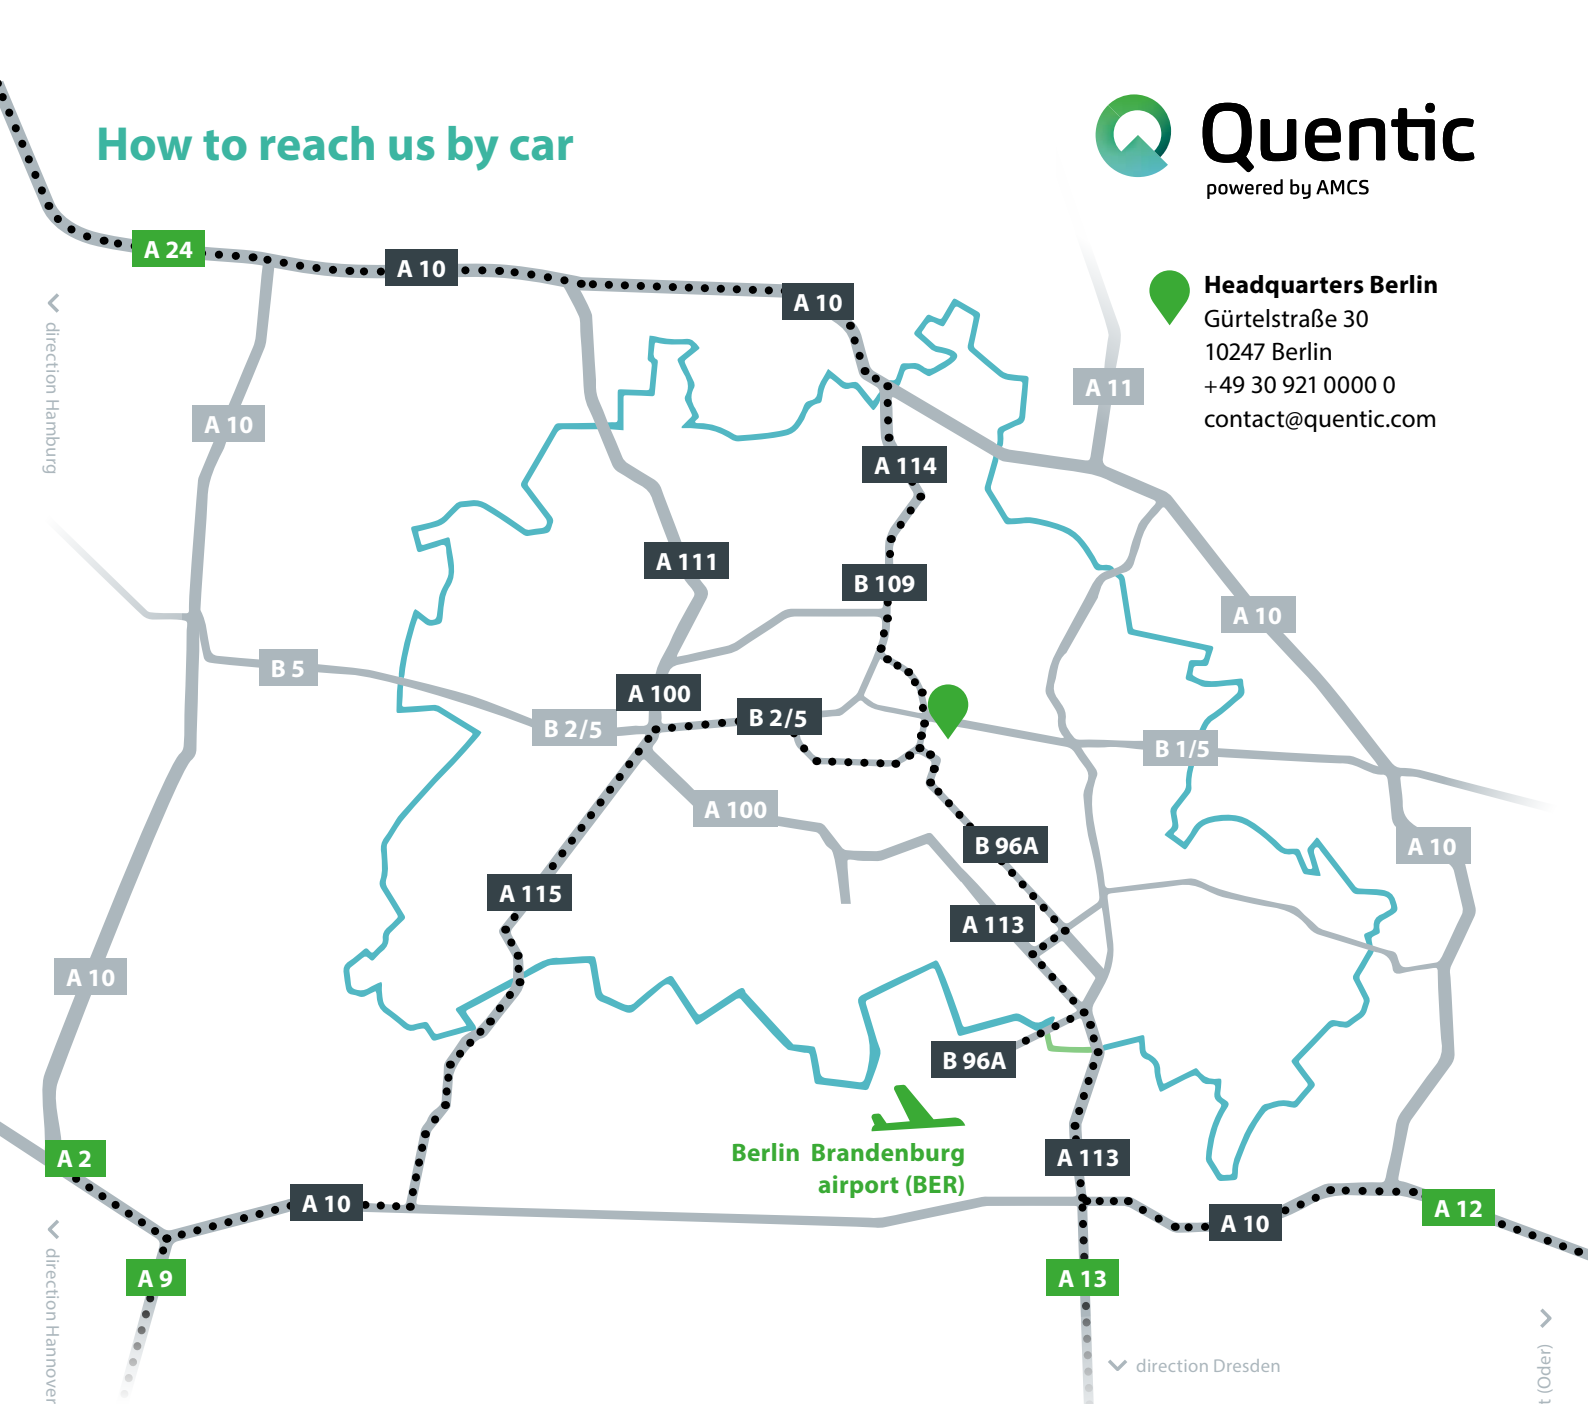 How to reach us by car
Quentic
powered by AMCS
Headquarters Berlin
Gürtelstraße 30
10247 Berlin
+49 30 921 0000 0
contact@quentic.com
A 24
A 10
A 10
direction Hamburg
A 11
A 10
A 114
A 111
B 109
A 10
B 5
A 100
B 2/5
B 2/5
B 1/5
A 100
B 96A
A 10
A 115
A 113
A 10
B 96A
Berlin Brandenburg
airport (BER)
A 2
A 113
A 10
A 12
A 10
A 9
A 13
direction Hannover
direction Dresden
(Oder)